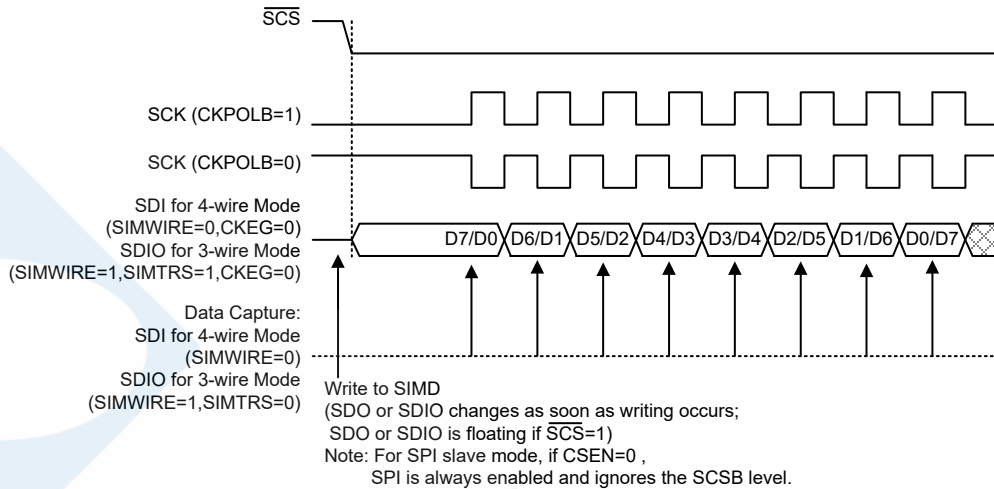 SCS
SCK (CKPOLB=1)
SCK (CKPOLB=0)
SDI for 4-wire Mode
(SIMWIRE=0,CKEG=0)
SDIO for 3-wire Mode
(SIMWIRE=1,SIMTRS=1,CKEG=0)
D7/D0 D6/D1 D5/D2 D4/D3 D3/D4 D2/D5 D1/D6 D0/D7
Data Capture:
SDI for 4-wire Mode
(SIMWIRE=0)
SDIO for 3-wire Mode
(SIMWIRE=1,SIMTRS=0)
Write to SIMD
(SDO or SDIO changes as soon as writing occurs;
SDO or SDIO is floating if SCS=1)
Note: For SPI slave mode, if CSEN=0 ,
SPI is always enabled and ignores the SCSB level.